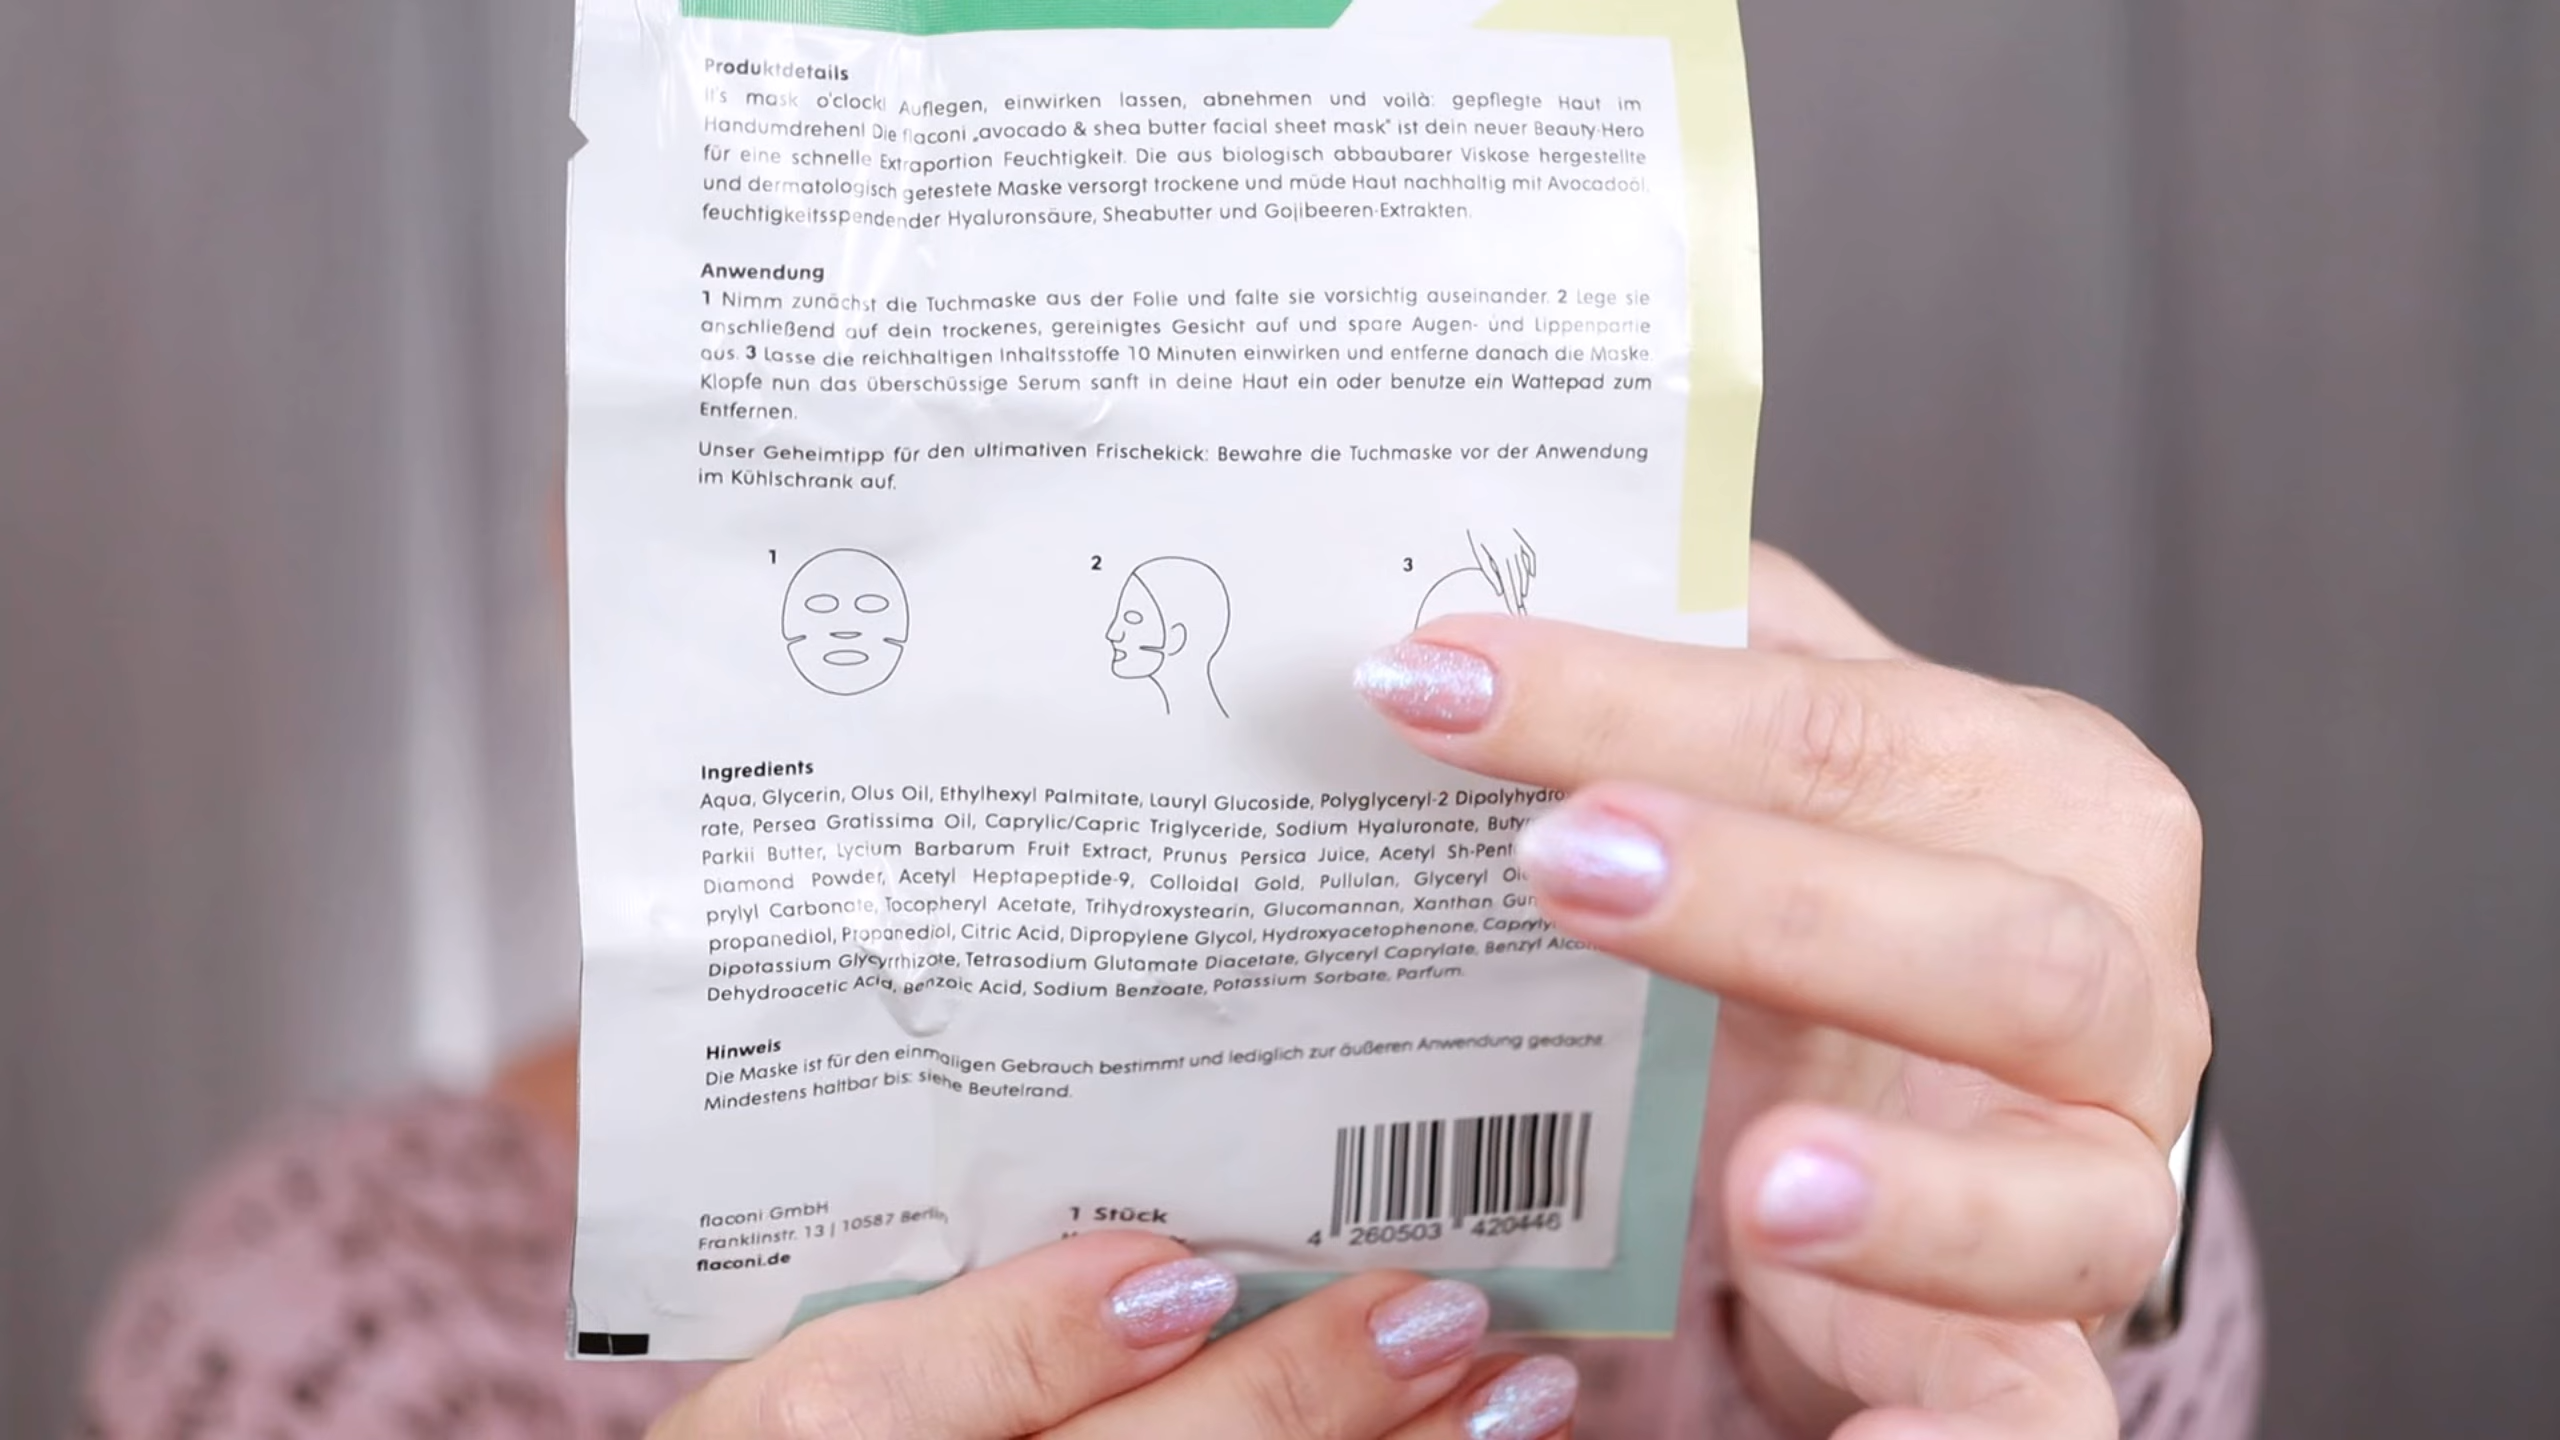 Produktdetails
it's mask o'clock! Auflegen, einwirken lassen, abnehmen und voilà: gepflegte Haut im
Handumdrehen! Die flaconi „avocado & shea butter facial sheet mask“ ist dein neuer Beauty-Hero
für eine schnelle Extraportion Feuchtigkeit. Die aus biologisch abbaubarer Viskose hergestellte
und dermatologisch getestete Maske versorgt trockene und müde Haut nachhaltig mit Avocadoöl,
feuchtigkeitsspendender Hyaluronsäure, Sheabutter und Gojibeeren-Extrakten.
Anwendung
1 Nimm zunächst die Tuchmaske aus der Folie und falte sie vorsichtig auseinander. 2 Lege sie
anschließend auf dein trockenes, gereinigtes Gesicht auf und spare Augen- und Lippenpartie
aus. 3 Lasse die reichhaltigen Inhaltsstoffe 10 Minuten einwirken und entferne danach die Maske.
Klopfe nun das überschüssige Serum sanft in deine Haut ein oder benutze ein Wattepad zum
Entfernen.
Unser Geheimtipp für den ultimativen Frischekick: Bewahre die Tuchmaske vor der Anwendung
im Kühlschrank auf.
1 2 3
Ingredients
Aqua, Glycerin, Olus Oil, Ethylhexyl Palmitate, Lauryl Glucoside, Polyglyceryl-2 Dipolyhydro
rate, Persea Gratissima Oil, Caprylic/Capric Triglyceride, Sodium Hyaluronate, Buty
Parkii Butter, Lycium Barbarum Fruit Extract, Prunus Persica Juice, Acetyl Sh-Pent
Diamond Powder, Acetyl Heptapeptide-9, Colloidal Gold, Pullulan, Glyceryl
prylyl Carbonate, Tocopheryl Acetate, Trihydroxystearin, Glucomannan, Xanthan Gu
propanediol, Propanediol, Citric Acid, Dipropylene Glycol, Hydroxyacetophenone, Capryly
Dipotassium Glycyrrhizate, Tetrasodium Glutamate Diacetate, Glyceryl Caprylate, Benzyl Alco
Dehydroacetic Acid, Benzoic Acid, Sodium Benzoate, Potassium Sorbate, Parfum.
Hinweis
Die Maske ist für den einmaligen Gebrauch bestimmt und lediglich zur äußeren Anwendung gedacht.
Mindestens haltbar bis: siehe Beutelrand.
flaconi GmbH
Franklinstr. 13 | 10587 Berlin
flaconi.de
1 Stück
4 260503 420446